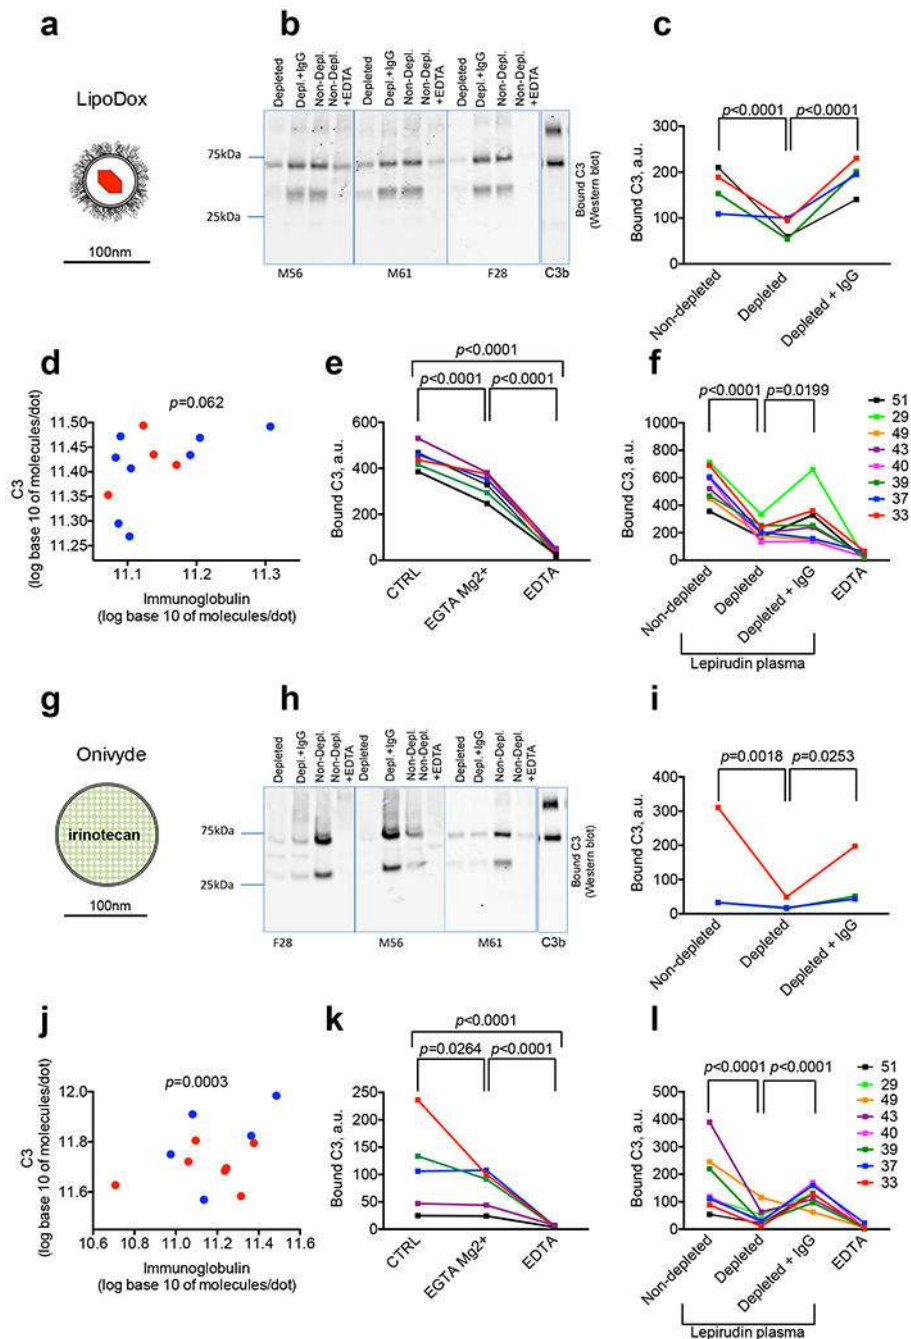 a
LipoDox
100nm
b
Depleted
Depl.+IgG
Non-Depl.
Non-Depl.
+EDTA
Depleted
Depl.+IgG
Non-Depl.
Non-Depl.
+EDTA
Depleted
Depl.+IgG
Non-Depl.
Non-Depl.
+EDTA
75kDa
25kDa
Bound C3
(Western blot)
M56
M61
F28
C3b
c
p<0.0001
p<0.0001
Bound C3, a.u.
300
200
100
0
Non-depleted
Depleted
Depleted + IgG
d
p=0.062
C3
(log base 10 of molecules/dot)
11.50
11.45
11.40
11.35
11.30
11.25
11.1
11.2
11.3
Immunoglobulin
(log base 10 of molecules/dot)
e
p<0.0001
p<0.0001
p<0.0001
Bound C3, a.u.
600
400
200
0
CTRL
EGTA Mg2+
EDTA
f
p<0.0001
p=0.0199
Bound C3, a.u.
1000
800
600
400
200
0
51
29
49
43
40
39
37
33
Non-depleted
Depleted
Depleted + IgG
EDTA
Lepirudin plasma
g
Onivyde
irinotecan
100nm
h
Depleted
Depl.+IgG
Non-Depl.
Non-Depl.
+EDTA
Depleted
Depl.+IgG
Non-Depl.
Non-Depl.
+EDTA
Depleted
Depl.+IgG
Non-Depl.
Non-Depl.
+EDTA
75kDa
25kDa
Bound C3
(Western blot)
F28
M56
M61
C3b
i
p=0.0018
p=0.0253
Bound C3, a.u.
400
300
200
100
0
Non-depleted
Depleted
Depleted + IgG
j
p=0.0003
C3
(log base 10 of molecules/dot)
12.0
11.8
11.6
10.6
10.8
11.0
11.2
11.4
11.6
Immunoglobulin
(log base 10 of molecules/dot)
k
p<0.0001
p=0.0264
p<0.0001
Bound C3, a.u.
250
200
150
100
50
0
CTRL
EGTA Mg2+
EDTA
l
p<0.0001
p<0.0001
Bound C3, a.u.
500
400
300
200
100
0
51
29
49
43
40
39
37
33
Non-depleted
Depleted
Depleted + IgG
EDTA
Lepirudin plasma